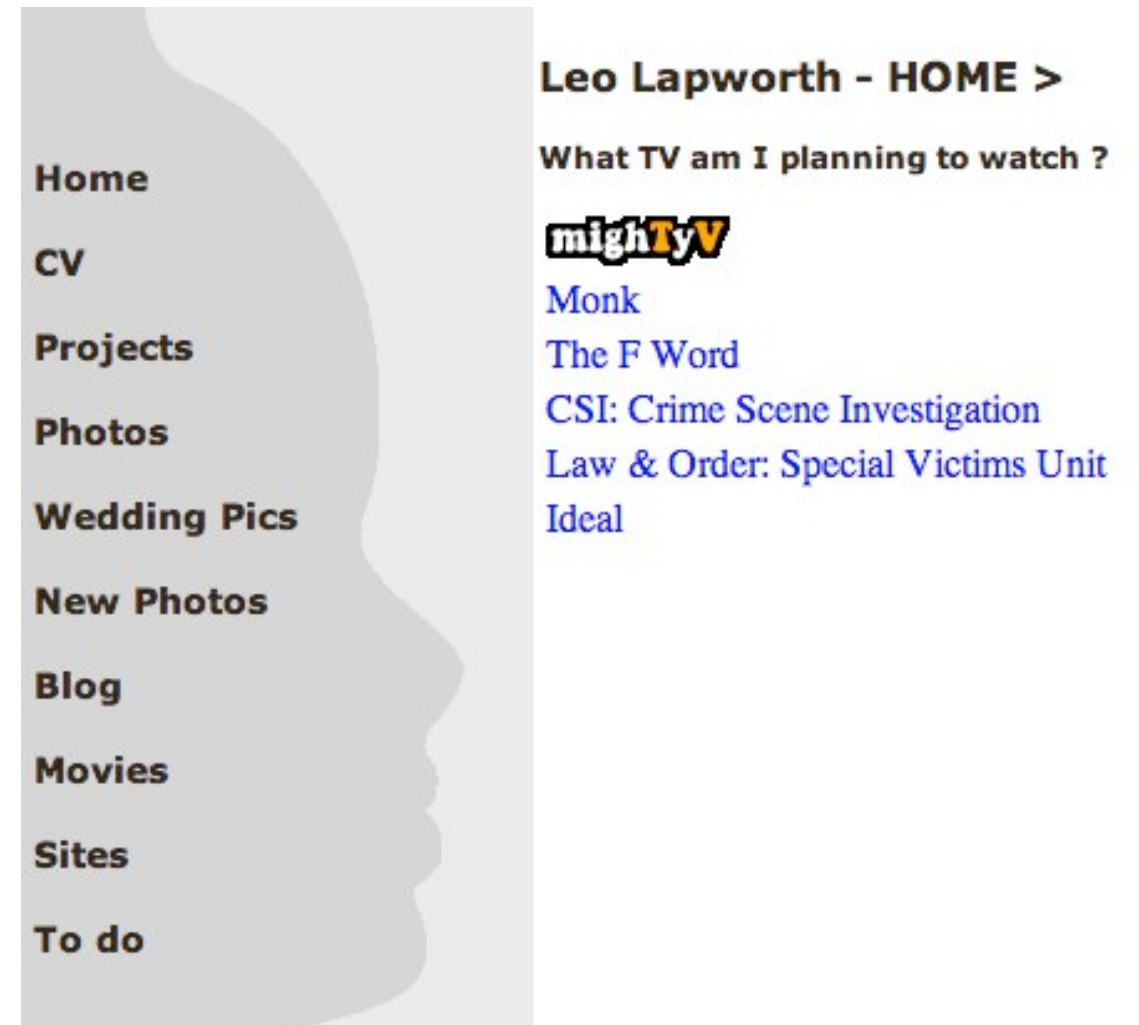 Home
CV
Projects
Photos
Wedding Pics
New Photos
Blog
Movies
Sites
To do
Leo Lapworth - HOME >
What TV am I planning to watch ?
mighTyV
Monk
The F Word
CSI: Crime Scene Investigation
Law & Order: Special Victims Unit
Ideal